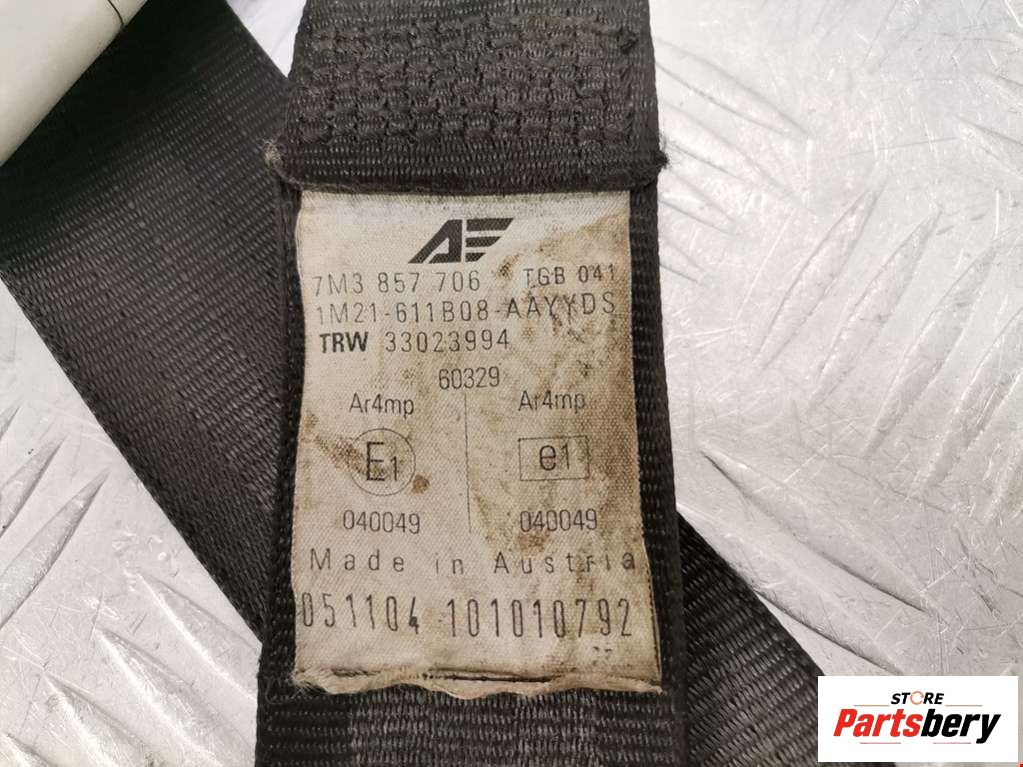 AE
7M3 857 706 TGB 041
1M21-611B08-AAYYDS
TRW 33023994
60329
Ar4mp Ar4mp
E1 e1
040049 040049
Made in Austria
051104 101010792
STORE
Partsbery